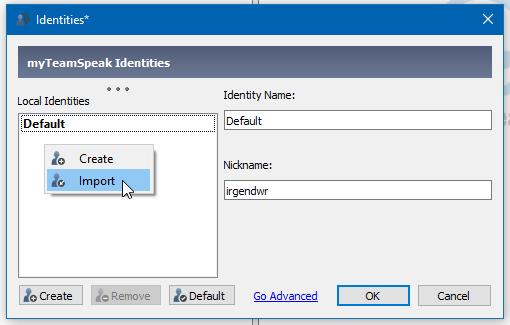 Identities*
myTeamSpeak Identities
Local Identities
Default
Create
Import
Identity Name:
Default
Nickname:
irgendwr
Create
Remove
Default
Go Advanced
OK
Cancel